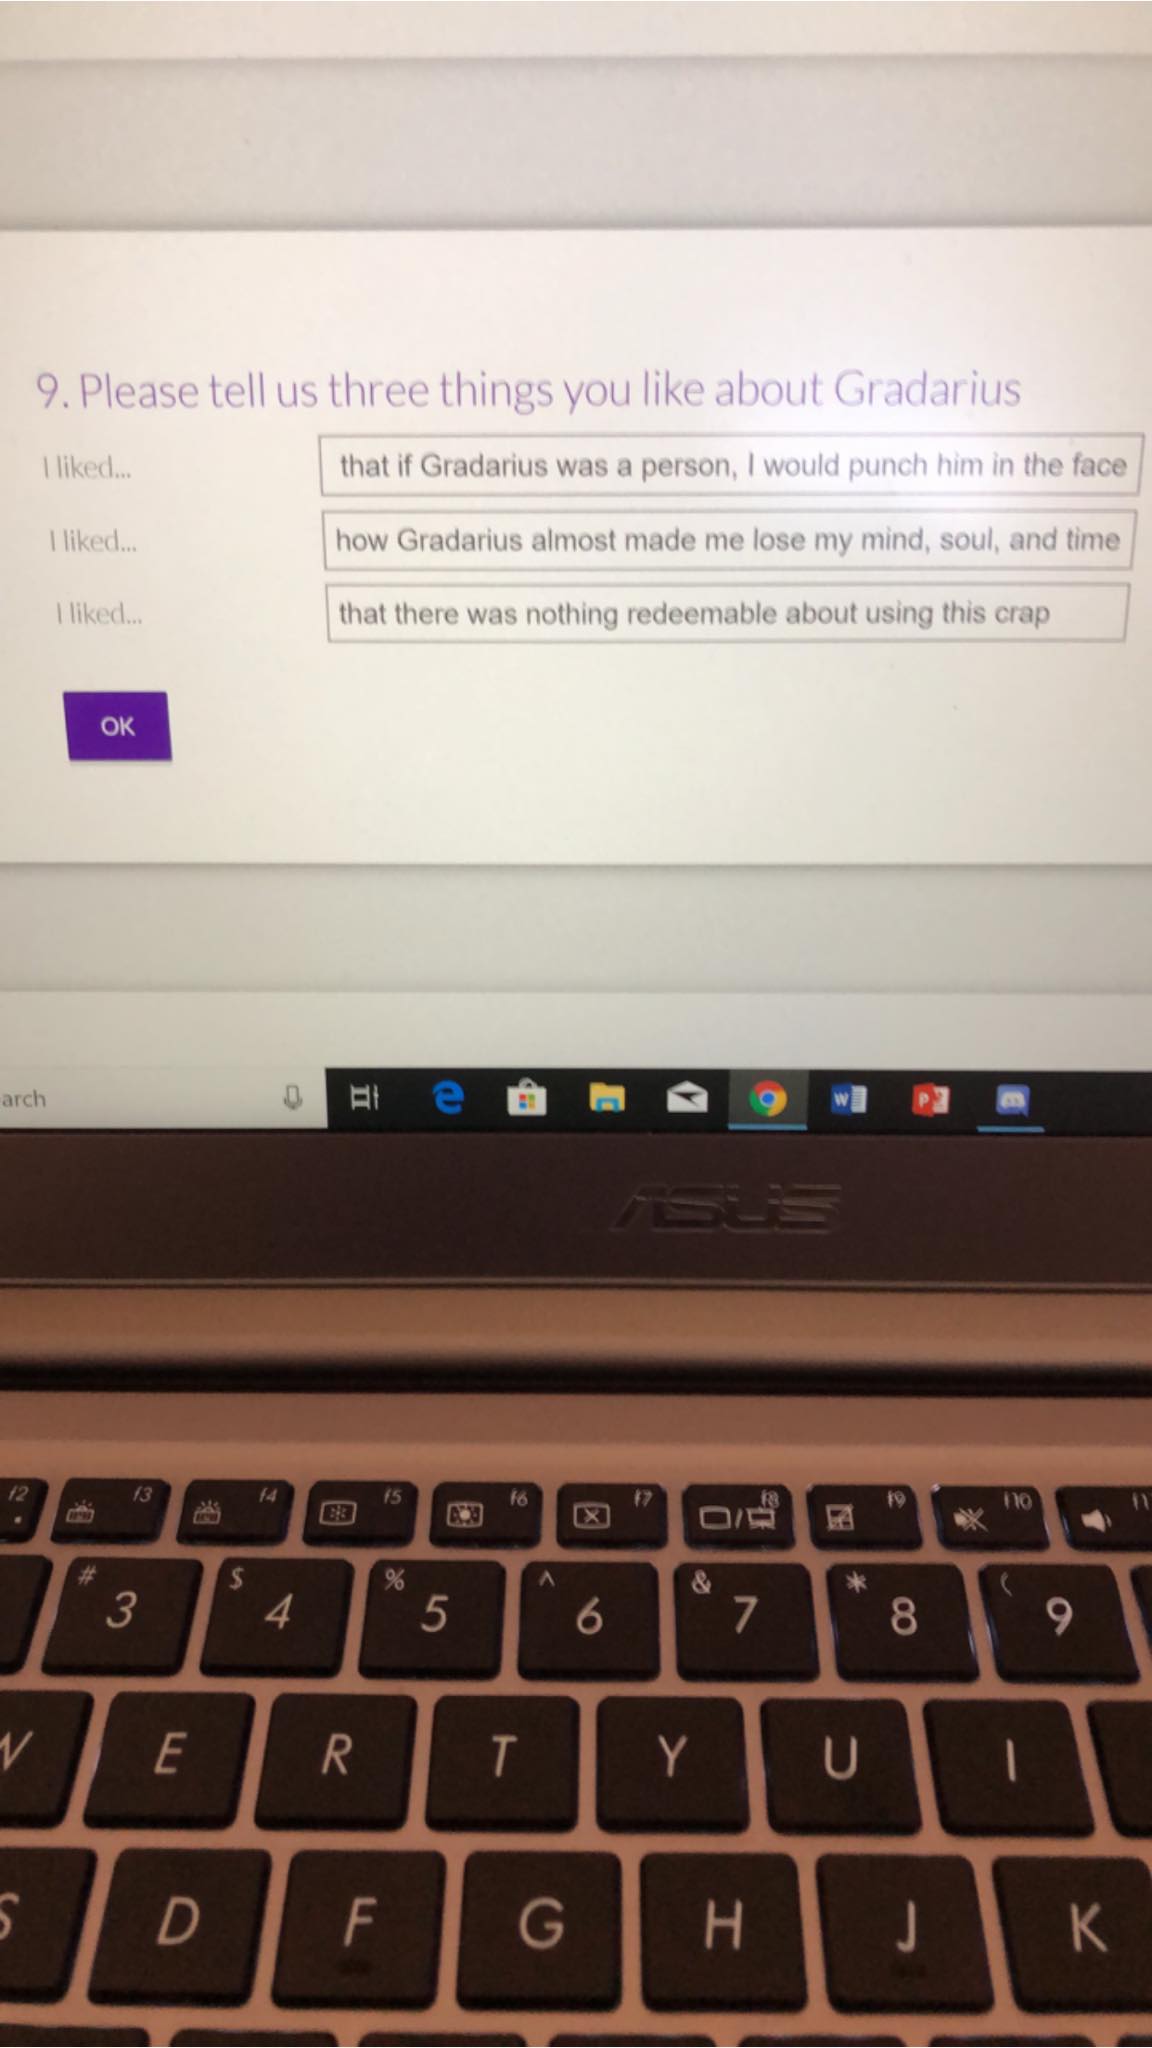 9. Please tell us three things you like about Gradarius
I liked... that if Gradarius was a person, I would punch him in the face
I liked... how Gradarius almost made me lose my mind, soul, and time
I liked... that there was nothing redeemable about using this crap
OK
arch
W P
ASUS
f2 f3 f4 f5 f6 f7 f8 f9 f10
# $ % ^ & * (
3 4 5 6 7 8 9
E R T Y U I
S D F G H J K